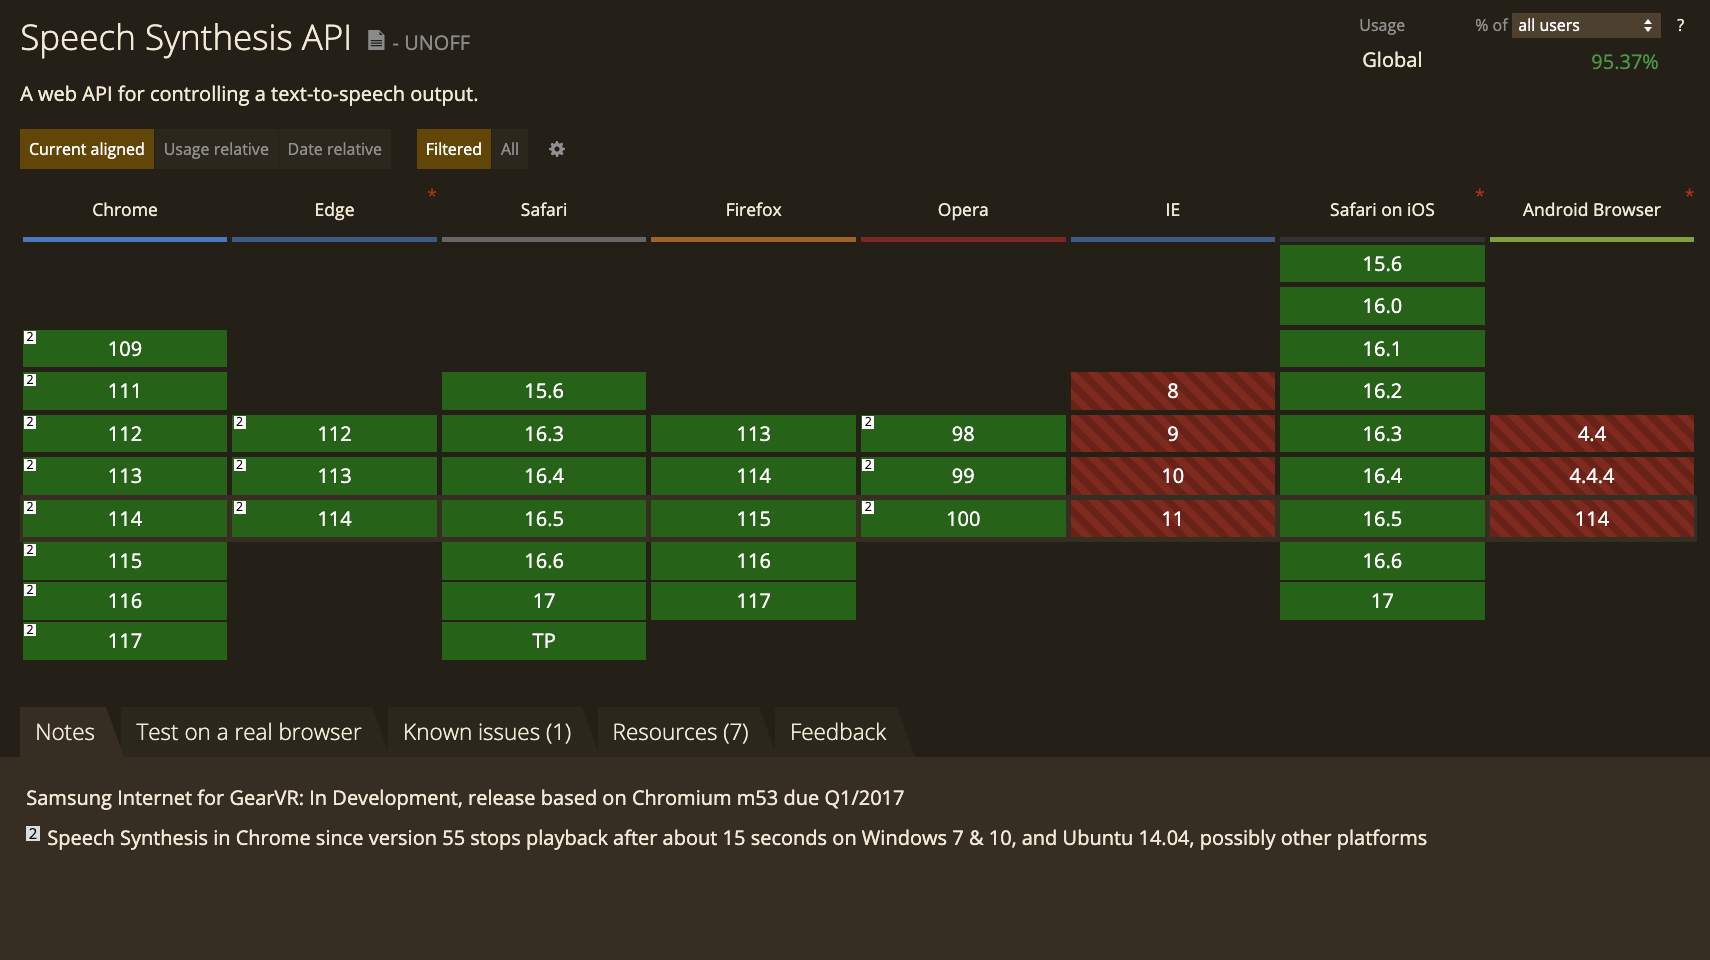 Speech Synthesis API - UNOFF
Usage % of all users ?
Global 95.37%
A web API for controlling a text-to-speech output.
Current aligned Usage relative Date relative Filtered All
Chrome Edge * Safari Firefox Opera IE Safari on iOS * Android Browser *
15.6
16.0
2 109 16.1
2 111 15.6 8 16.2
2 112 2 112 16.3 113 2 98 9 16.3 4.4
2 113 2 113 16.4 114 2 99 10 16.4 4.4.4
2 114 2 114 16.5 115 2 100 11 16.5 114
2 115 16.6 116 16.6
2 116 17 117 17
2 117 TP
Notes Test on a real browser Known issues (1) Resources (7) Feedback
Samsung Internet for GearVR: In Development, release based on Chromium m53 due Q1/2017
2 Speech Synthesis in Chrome since version 55 stops playback after about 15 seconds on Windows 7 & 10, and Ubuntu 14.04, possibly other platforms